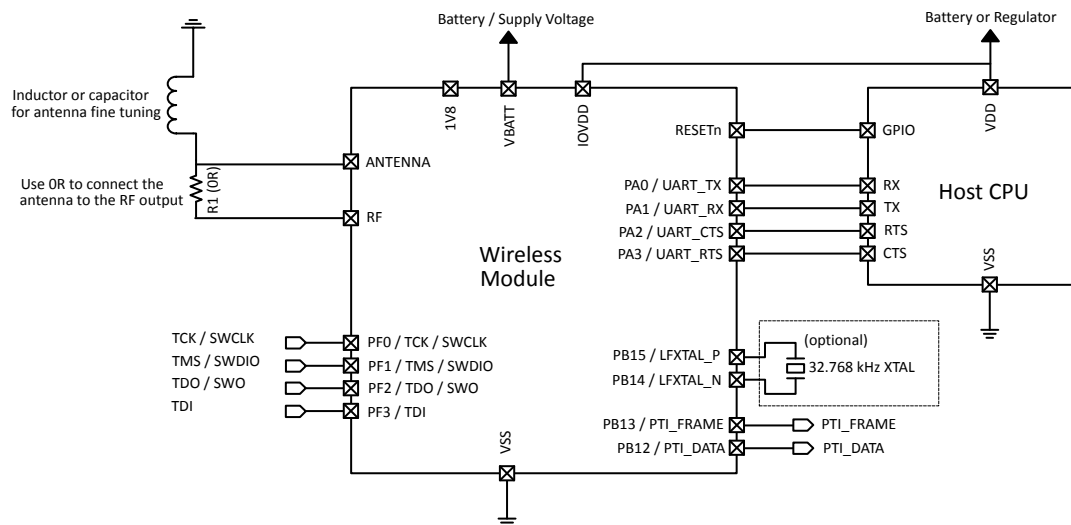 Battery / Supply Voltage
Battery or Regulator
Inductor or capacitor
for antenna fine tuning
1V8
VBATT
IOVDD
VDD
RESETn
GPIO
ANTENNA
Use 0R to connect the
antenna to the RF output
R1 (0R)
RF
PA0 / UART_TX
RX
PA1 / UART_RX
TX
PA2 / UART_CTS
RTS
PA3 / UART_RTS
CTS
Host CPU
Wireless
Module
VSS
TCK / SWCLK
PF0 / TCK / SWCLK
TMS / SWDIO
PF1 / TMS / SWDIO
TDO / SWO
PF2 / TDO / SWO
TDI
PF3 / TDI
(optional)
PB15 / LFXTAL_P
32.768 kHz XTAL
PB14 / LFXTAL_N
PB13 / PTI_FRAME
PTI_FRAME
PB12 / PTI_DATA
PTI_DATA
VSS